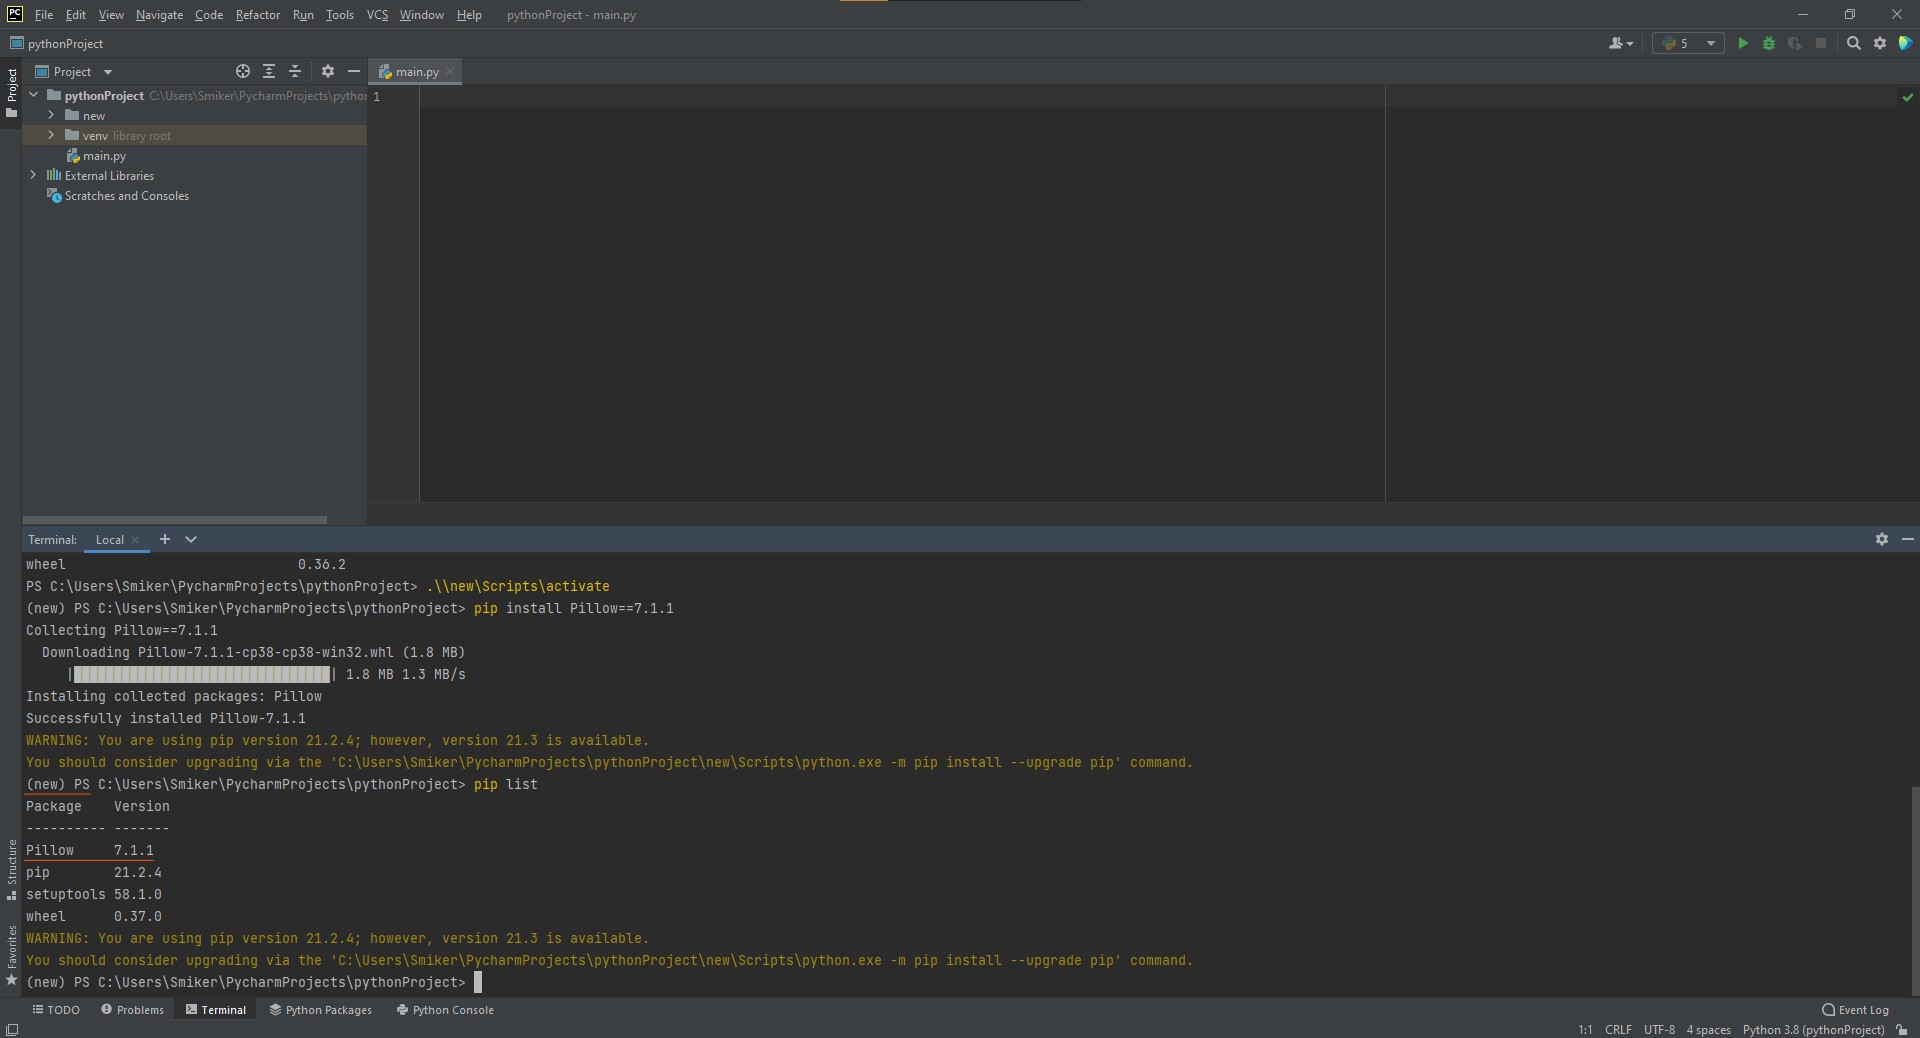 PC File Edit View Navigate Code Refactor Run Tools VCS Window Help pythonProject - main.py
pythonProject 5
Project main.py
Project
pythonProject C:\Users\Smiker\PycharmProjects\pythor 1
new
venv library root
main.py
External Libraries
Scratches and Consoles
Terminal: Local
wheel 0.36.2
PS C:\Users\Smiker\PycharmProjects\pythonProject> .\\new\Scripts\activate
(new) PS C:\Users\Smiker\PycharmProjects\pythonProject> pip install Pillow==7.1.1
Collecting Pillow==7.1.1
Downloading Pillow-7.1.1-cp38-cp38-win32.whl (1.8 MB)
| | 1.8 MB 1.3 MB/s
Installing collected packages: Pillow
Successfully installed Pillow-7.1.1
WARNING: You are using pip version 21.2.4; however, version 21.3 is available.
You should consider upgrading via the 'C:\Users\Smiker\PycharmProjects\pythonProject\new\Scripts\python.exe -m pip install --upgrade pip' command.
(new) PS C:\Users\Smiker\PycharmProjects\pythonProject> pip list
Package Version
---------- -------
Pillow 7.1.1
pip 21.2.4
setuptools 58.1.0
wheel 0.37.0
WARNING: You are using pip version 21.2.4; however, version 21.3 is available.
You should consider upgrading via the 'C:\Users\Smiker\PycharmProjects\pythonProject\new\Scripts\python.exe -m pip install --upgrade pip' command.
(new) PS C:\Users\Smiker\PycharmProjects\pythonProject>
Structure
Favorites
TODO Problems Terminal Python Packages Python Console Event Log
1:1 CRLF UTF-8 4 spaces Python 3.8 (pythonProject)